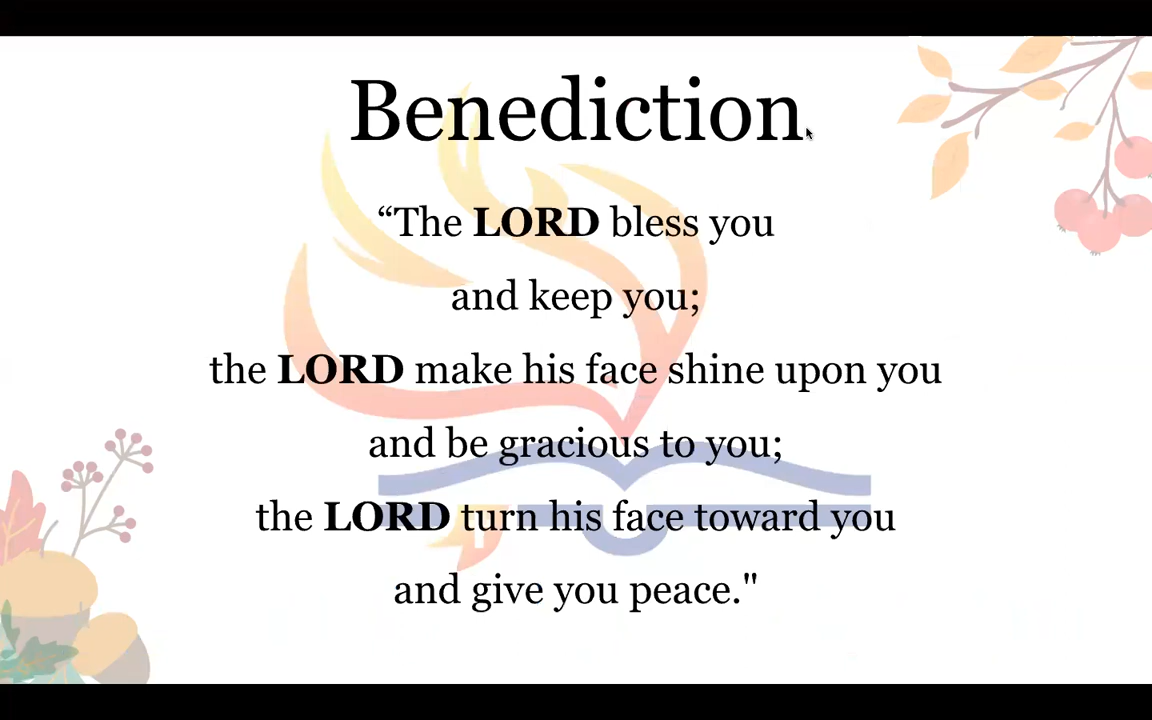 Benediction
“The LORD bless you
and keep you;
the LORD make his face shine upon you
and be gracious to you;
the LORD turn his face toward you
and give you peace."